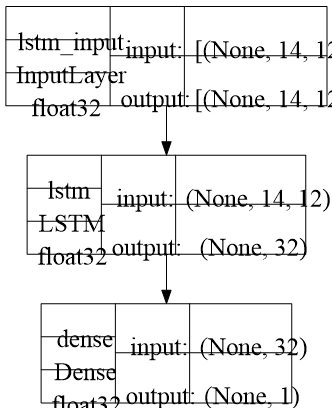 lstm_input
InputLayer
float32
input: [(None, 14, 12
output: [(None, 14, 12
lstm
LSTM
float32
input: (None, 14, 12)
output: (None, 32)
dense
Dense
float32
input: (None, 32)
output: (None, 1)